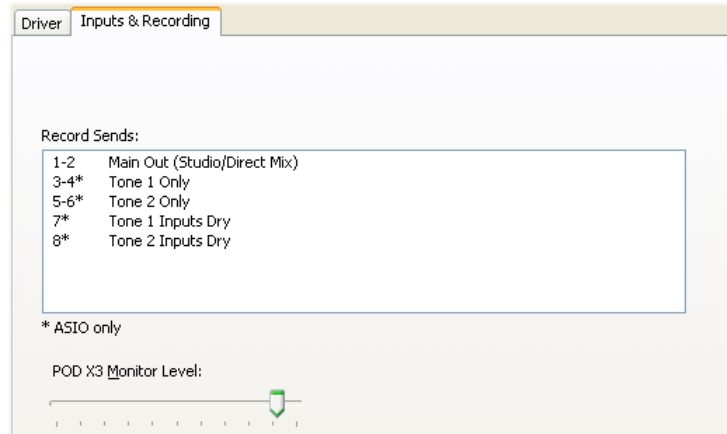 Driver Inputs & Recording
Record Sends:
1-2 Main Out (Studio/Direct Mix)
3-4* Tone 1 Only
5-6* Tone 2 Only
7* Tone 1 Inputs Dry
8* Tone 2 Inputs Dry
* ASIO only
POD X3 Monitor Level: